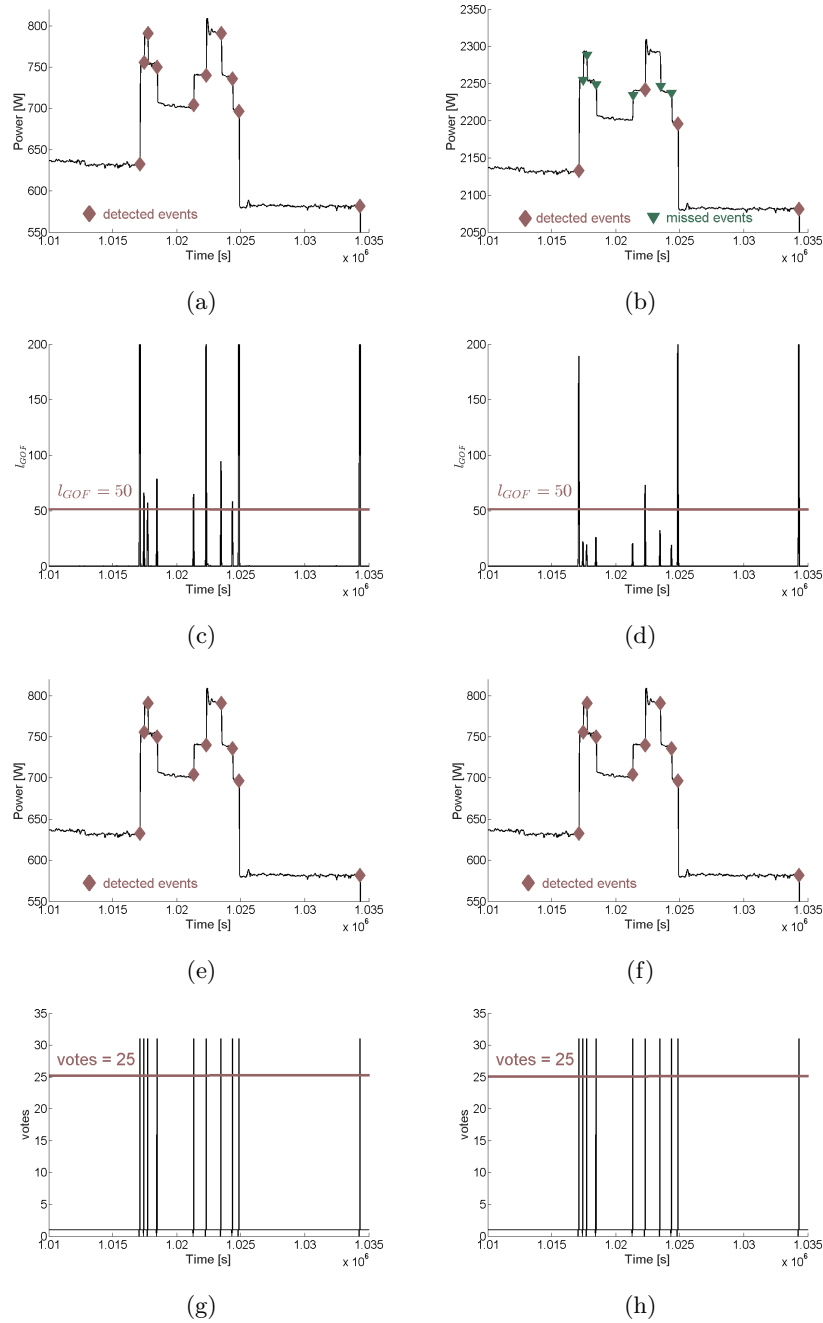 800
750
700
650
600
550
Power [W]
detected events
1.01 1.015 1.02 1.025 1.03 1.035
Time [s]
x 10^6
(a)
2350
2300
2250
2200
2150
2100
2050
Power [W]
detected events missed events
1.01 1.015 1.02 1.025 1.03 1.035
Time [s]
x 10^6
(b)
200
150
100
50
0
l_GOF
l_GOF = 50
1.01 1.015 1.02 1.025 1.03 1.035
Time [s]
x 10^6
(c)
200
150
100
50
0
l_GOF
l_GOF = 50
1.01 1.015 1.02 1.025 1.03 1.035
Time [s]
x 10^6
(d)
800
750
700
650
600
550
Power [W]
detected events
1.01 1.015 1.02 1.025 1.03 1.035
Time [s]
x 10^6
(e)
800
750
700
650
600
550
Power [W]
detected events
1.01 1.015 1.02 1.025 1.03 1.035
Time [s]
x 10^6
(f)
35
30
25
20
15
10
5
0
votes
votes = 25
1.01 1.015 1.02 1.025 1.03 1.035
Time [s]
x 10^6
(g)
35
30
25
20
15
10
5
0
votes
votes = 25
1.01 1.015 1.02 1.025 1.03 1.035
Time [s]
x 10^6
(h)